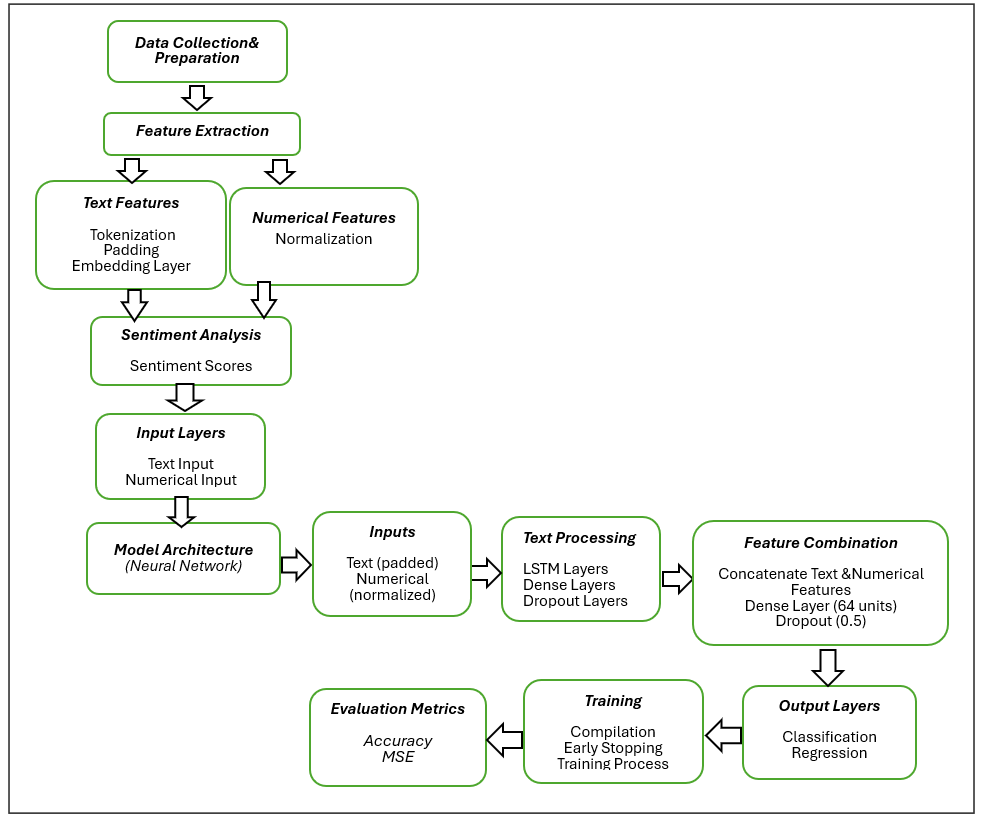 Data Collection&
Preparation
Feature Extraction
Text Features
Tokenization
Padding
Embedding Layer
Numerical Features
Normalization
Sentiment Analysis
Sentiment Scores
Input Layers
Text Input
Numerical Input
Model Architecture
(Neural Network)
Inputs
Text (padded)
Numerical
(normalized)
Text Processing
LSTM Layers
Dense Layers
Dropout Layers
Feature Combination
Concatenate Text &Numerical
Features
Dense Layer (64 units)
Dropout (0.5)
Output Layers
Classification
Regression
Training
Compilation
Early Stopping
Training Process
Evaluation Metrics
Accuracy
MSE